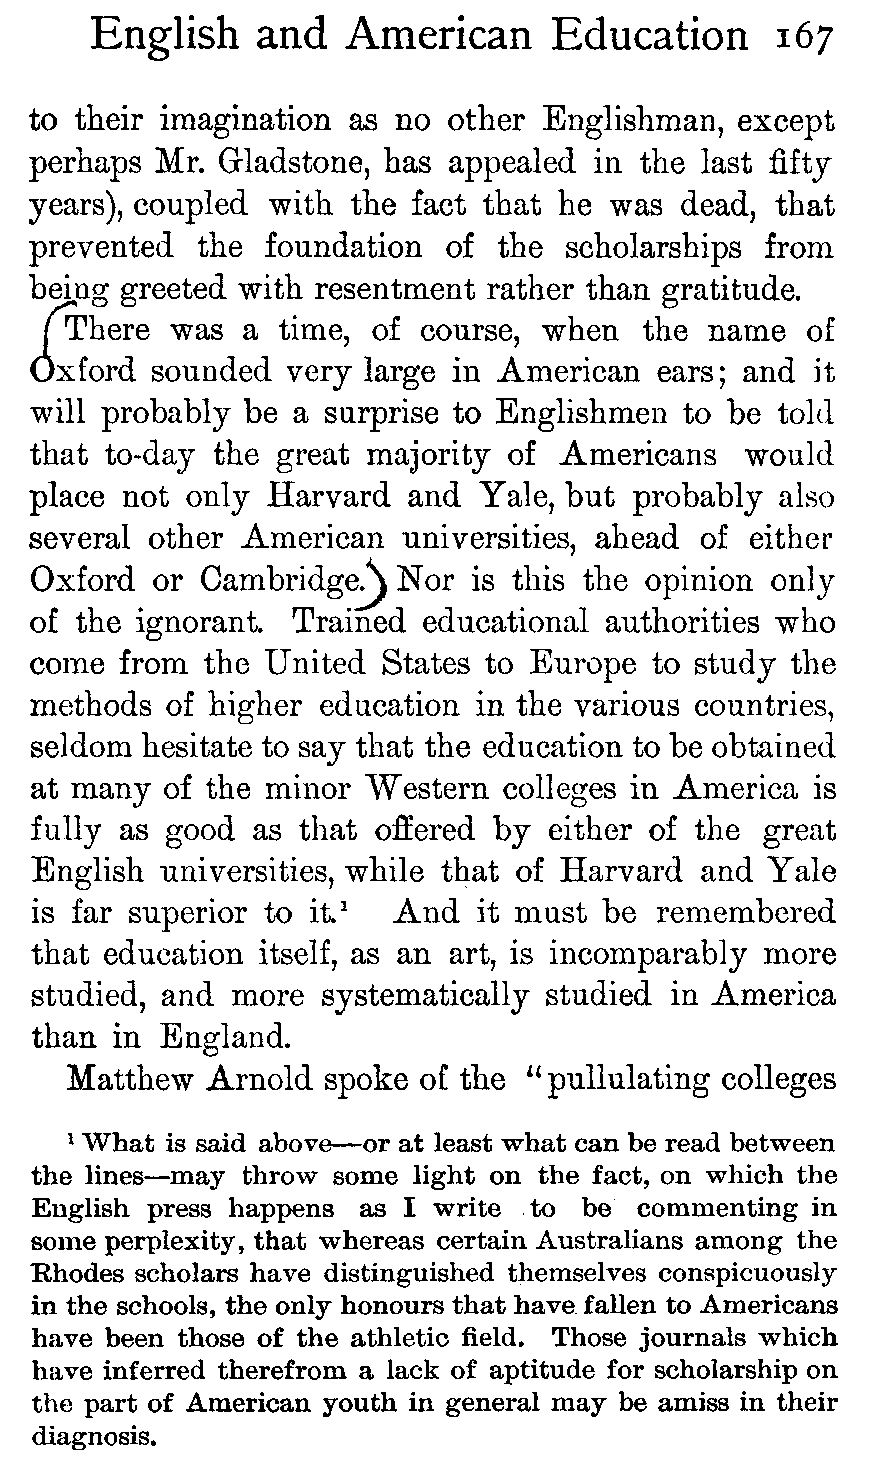 English and American Education 167
to their imagination as no other Englishman, except
perhaps Mr. Gladstone, has appealed in the last fifty
years), coupled with the fact that he was dead, that
prevented the foundation of the scholarships from
being greeted with resentment rather than gratitude.
There was a time, of course, when the name of
Oxford sounded very large in American ears; and it
will probably be a surprise to Englishmen to be told
that to-day the great majority of Americans would
place not only Harvard and Yale, but probably also
several other American universities, ahead of either
Oxford or Cambridge. Nor is this the opinion only
of the ignorant. Trained educational authorities who
come from the United States to Europe to study the
methods of higher education in the various countries,
seldom hesitate to say that the education to be obtained
at many of the minor Western colleges in America is
fully as good as that offered by either of the great
English universities, while that of Harvard and Yale
is far superior to it.¹ And it must be remembered
that education itself, as an art, is incomparably more
studied, and more systematically studied in America
than in England.
Matthew Arnold spoke of the "pullulating colleges
¹ What is said above—or at least what can be read between
the lines—may throw some light on the fact, on which the
English press happens as I write to be commenting in
some perplexity, that whereas certain Australians among the
Rhodes scholars have distinguished themselves conspicuously
in the schools, the only honours that have fallen to Americans
have been those of the athletic field. Those journals which
have inferred therefrom a lack of aptitude for scholarship on
the part of American youth in general may be amiss in their
diagnosis.